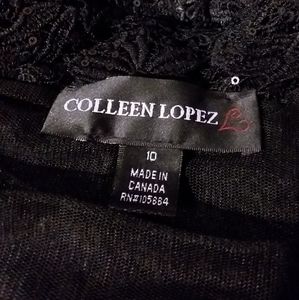 COLLEEN LOPEZ
10
MADE IN
CANADA
RN#105884